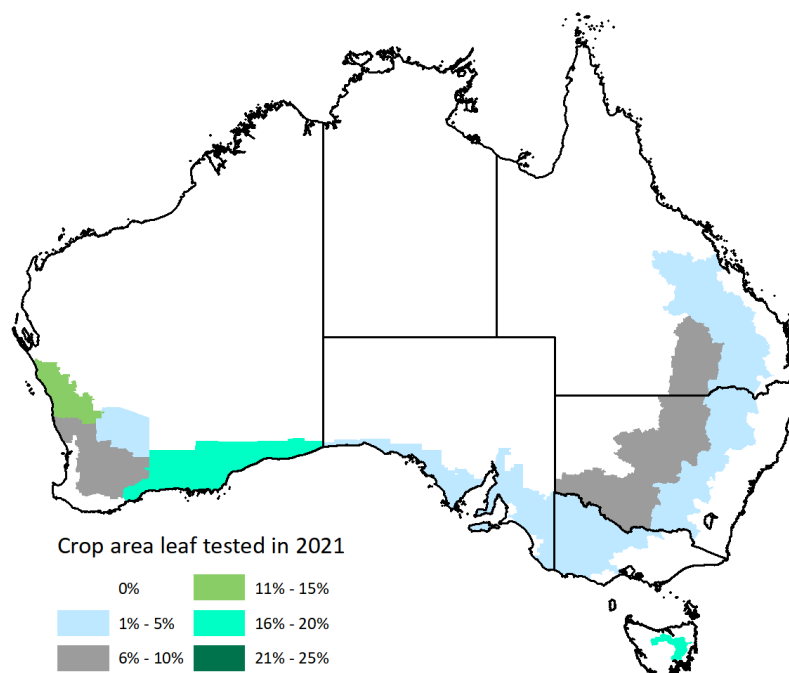 Crop area leaf tested in 2021
0%
11% - 15%
1% - 5%
16% - 20%
6% - 10%
21% - 25%